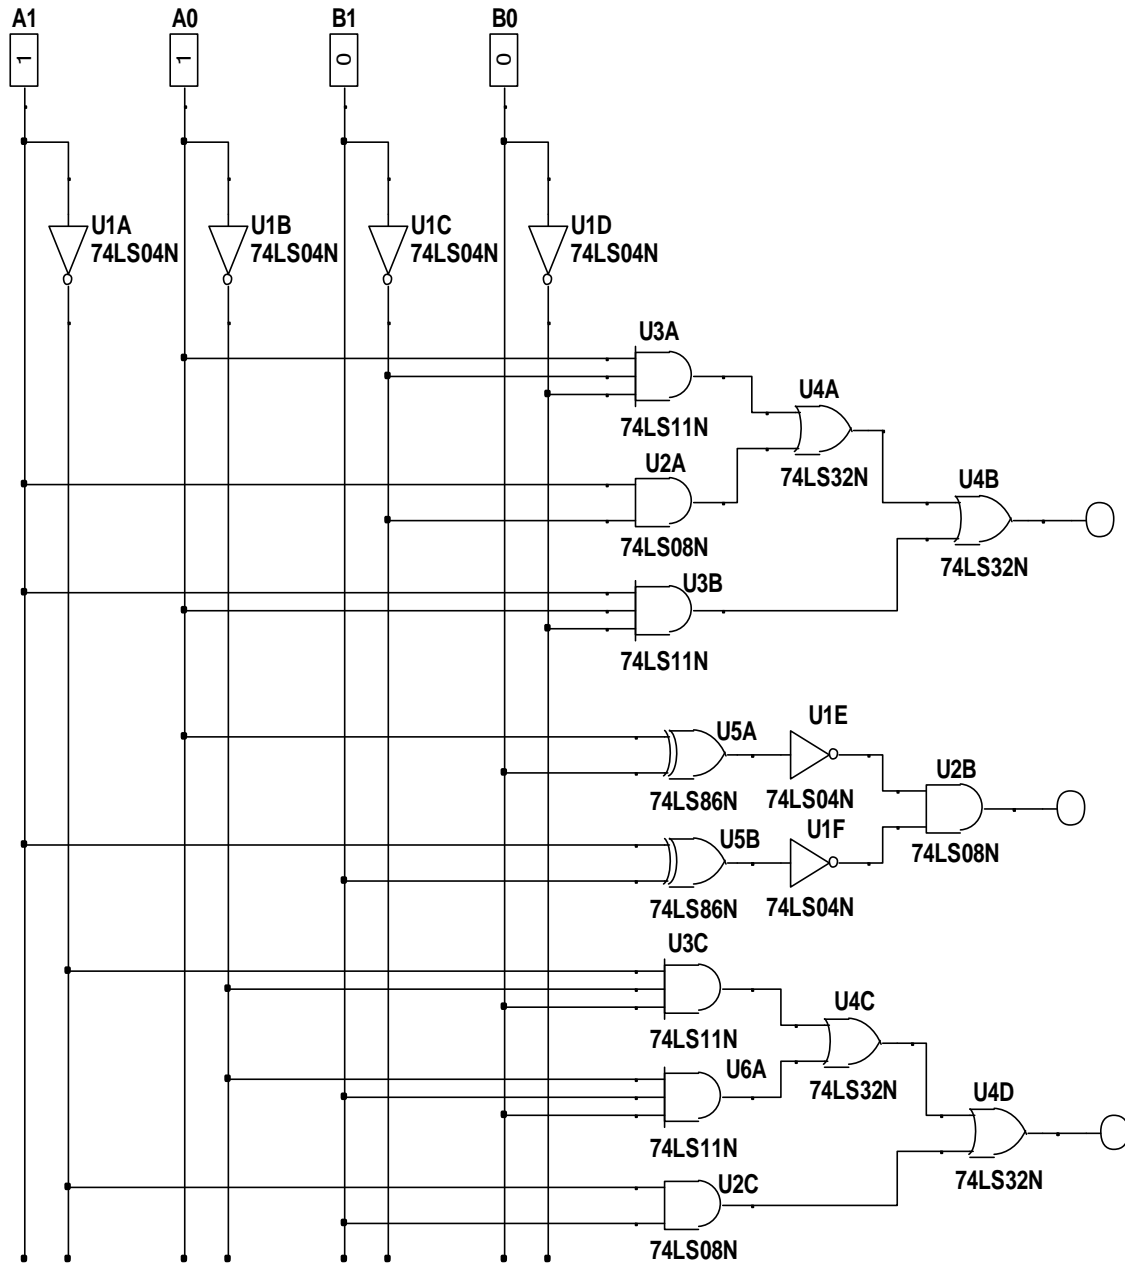 A1 A0 B1 B0
1 1 0 0
U1A U1B U1C U1D
74LS04N 74LS04N 74LS04N 74LS04N
U3A
74LS11N
U4A
74LS32N
U2A
74LS08N
U4B
74LS32N
U3B
74LS11N
U5A
74LS86N
U1E
74LS04N
U2B
74LS08N
U5B
74LS86N
U1F
74LS04N
U3C
74LS11N
U4C
74LS32N
U6A
74LS11N
U4D
74LS32N
U2C
74LS08N